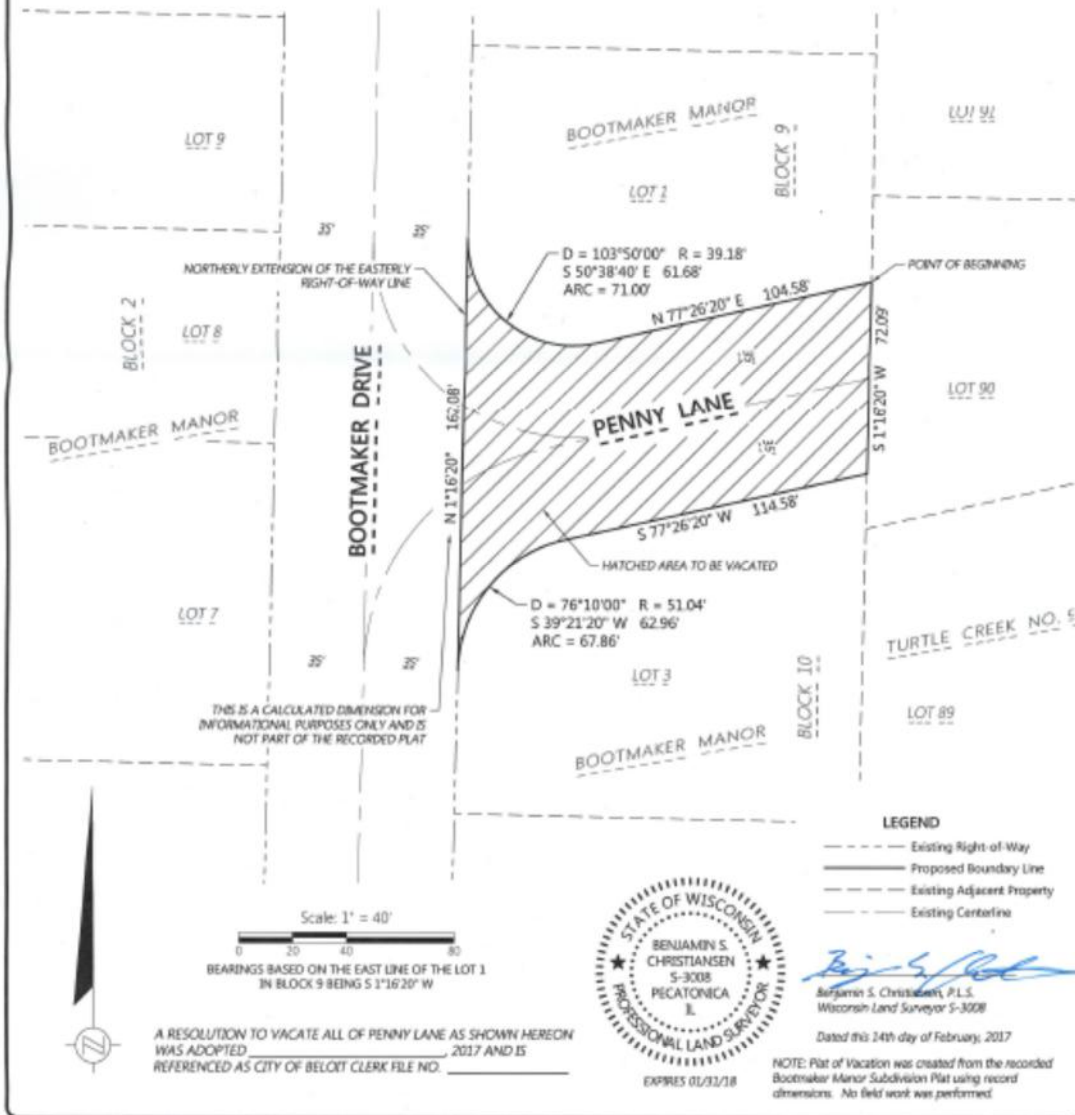 BOOTMAKER MANOR
LOT 9
BLOCK 9
LOT 1
35'
35'
D = 103°50'00" R = 39.18'
S 50°38'40" E 61.68'
ARC = 71.00'
NORTHERLY EXTENSION OF THE EASTERLY
RIGHT-OF-WAY LINE
POINT OF BEGINNING
N 77°26'20" E 104.58'
BLOCK 2
LOT 8
72.09'
S 1°16'20" W
BOOTMAKER DRIVE
162.08'
N 1°16'20"
PENNY LANE
LOT 90
BOOTMAKER MANOR
S 77°26'20" W 114.58'
HATCHED AREA TO BE VACATED
D = 76°10'00" R = 51.04'
S 39°21'20" W 62.96'
ARC = 67.86'
LOT 7
TURTLE CREEK NO.
35'
35'
LOT 3
BLOCK 10
LOT 89
THIS IS A CALCULATED DIMENSION FOR
INFORMATIONAL PURPOSES ONLY AND IS
NOT PART OF THE RECORDED PLAT
BOOTMAKER MANOR
LEGEND
Existing Right-of-Way
Proposed Boundary Line
Existing Adjacent Property
Existing Centerline
Scale: 1" = 40'
0 20 40 80
BEARINGS BASED ON THE EAST LINE OF THE LOT 1
IN BLOCK 9 BEING S 1°16'20" W
STATE OF WISCONSIN
BENJAMIN S.
CHRISTIANSEN
S-3008
PECATONICA
IL
PROFESSIONAL LAND SURVEYOR
EXPIRES 01/31/18
Benjamin S. Christiansen, P.L.S.
Wisconsin Land Surveyor S-3008
Dated this 14th day of February, 2017
A RESOLUTION TO VACATE ALL OF PENNY LANE AS SHOWN HEREON
WAS ADOPTED ____________, 2017 AND IS
REFERENCED AS CITY OF BELOIT CLERK FILE NO. ____________
NOTE: Plat of Vacation was created from the recorded
Bootmaker Manor Subdivision Plat using record
dimensions. No field work was performed.